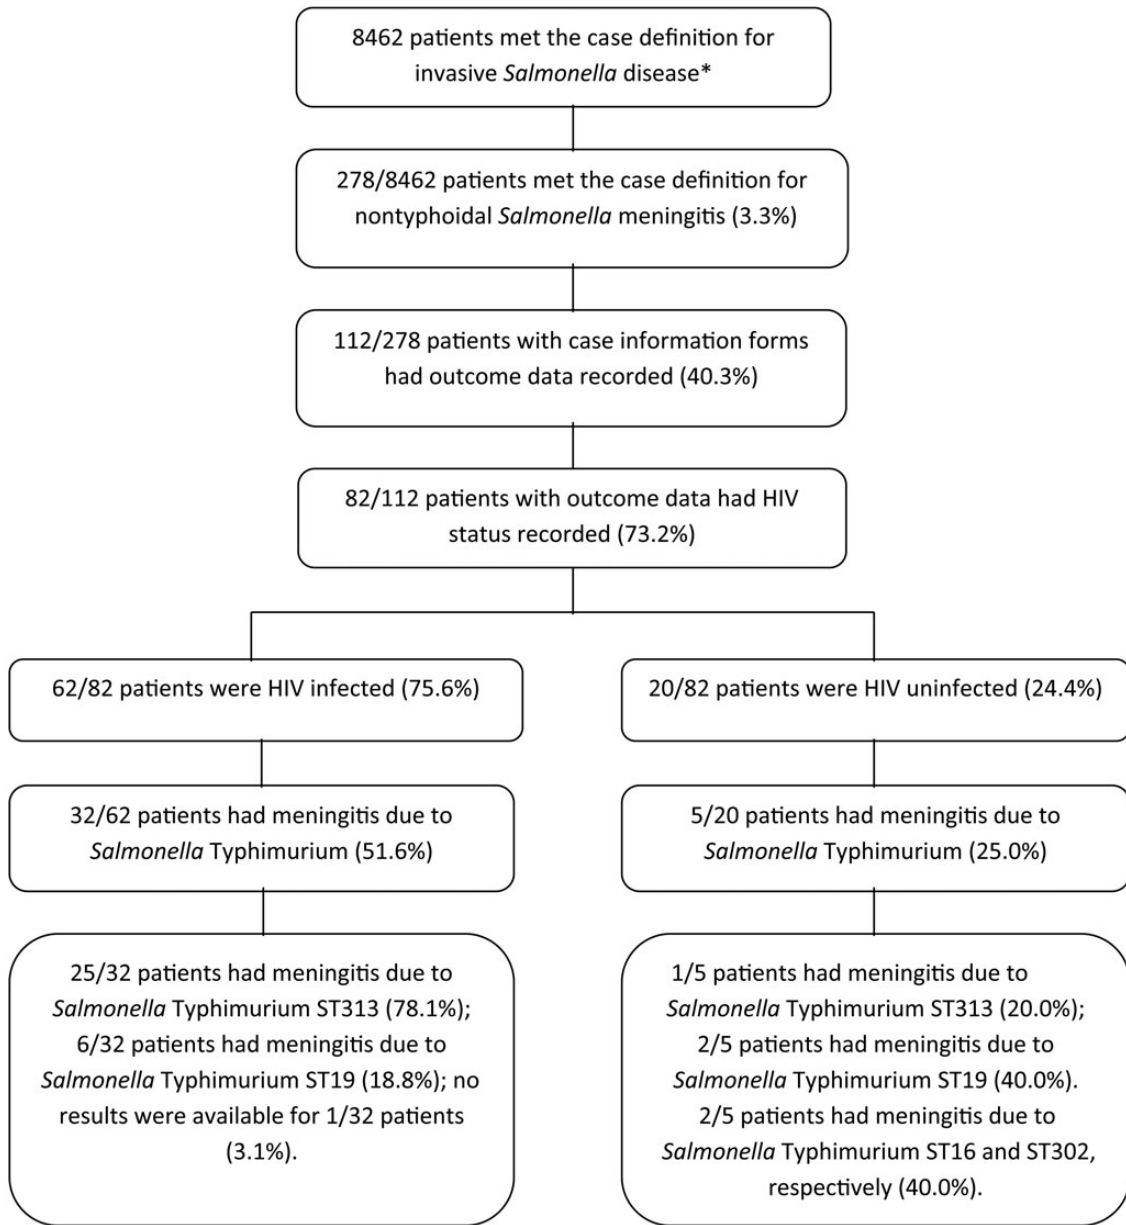 8462 patients met the case definition for
invasive Salmonella disease*
278/8462 patients met the case definition for
nontyphoidal Salmonella meningitis (3.3%)
112/278 patients with case information forms
had outcome data recorded (40.3%)
82/112 patients with outcome data had HIV
status recorded (73.2%)
62/82 patients were HIV infected (75.6%)
32/62 patients had meningitis due to
Salmonella Typhimurium (51.6%)
25/32 patients had meningitis due to
Salmonella Typhimurium ST313 (78.1%);
6/32 patients had meningitis due to
Salmonella Typhimurium ST19 (18.8%); no
results were available for 1/32 patients
(3.1%).
20/82 patients were HIV uninfected (24.4%)
5/20 patients had meningitis due to
Salmonella Typhimurium (25.0%)
1/5 patients had meningitis due to
Salmonella Typhimurium ST313 (20.0%);
2/5 patients had meningitis due to
Salmonella Typhimurium ST19 (40.0%).
2/5 patients had meningitis due to
Salmonella Typhimurium ST16 and ST302,
respectively (40.0%).